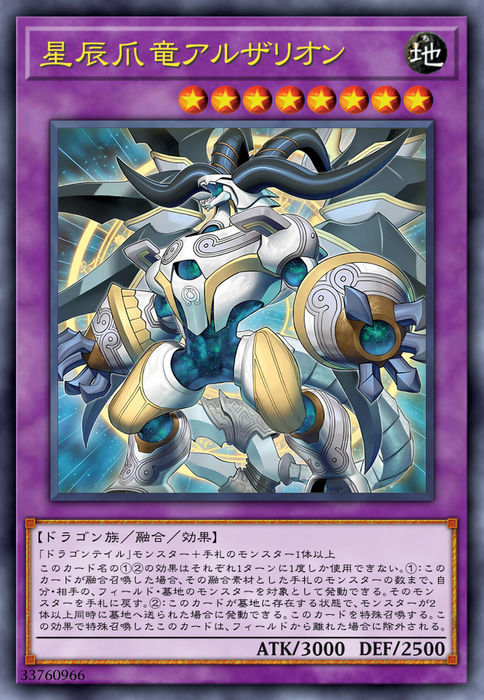 星辰爪竜アルザリオン
ち
地
【ドラゴン族／融合／効果】
「ドラゴンテイル」モンスター＋手札のモンスター1体以上
このカード名の①②の効果はそれぞれ1ターンに1度しか使用できない。①：こ
のカードが融合召喚した場合、その融合素材とした手札のモンスターの数まで、自
分・相手の、フィールド・墓地のモンスターを対象として発動できる。そのモン
スターを手札に戻す。②：このカードが墓地に存在する状態で、モンスターが2
体以上同時に墓地へ送られた場合に発動できる。このカードを特殊召喚する。こ
の効果で特殊召喚したこのカードは、フィールドから離れた場合に除外される。
ATK/3000 DEF/2500
33760966